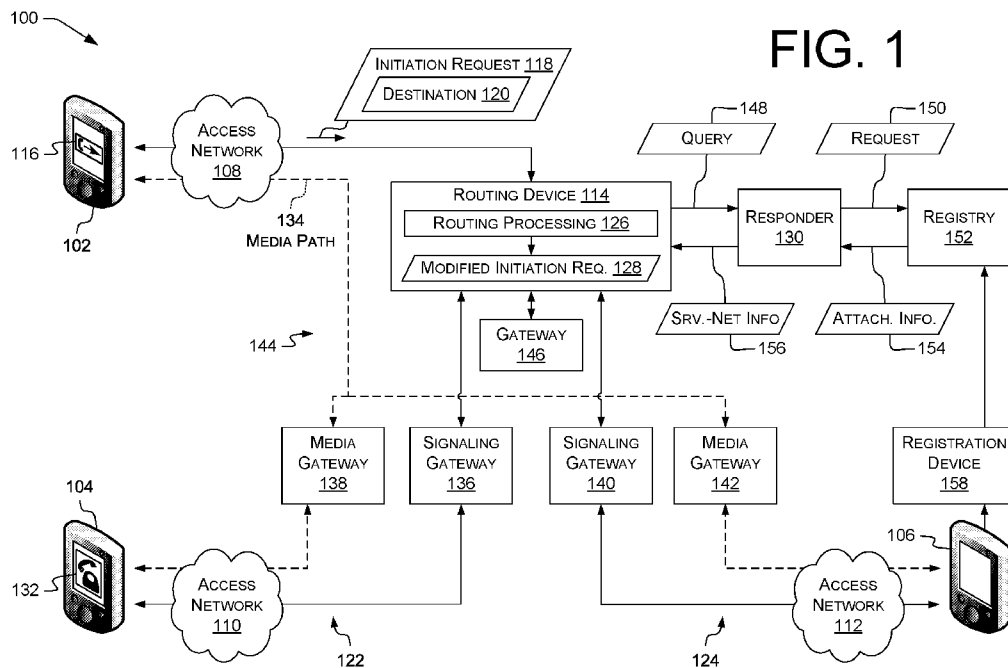 100
FIG. 1
INITIATION REQUEST 118
DESTINATION 120
148
150
QUERY
REQUEST
116
ACCESS
NETWORK
108
134
MEDIA PATH
102
ROUTING DEVICE 114
ROUTING PROCESSING 126
MODIFIED INITIATION REQ. 128
RESPONDER
130
REGISTRY
152
SRV.-NET INFO
ATTACH. INFO.
156
154
144
GATEWAY
146
MEDIA
GATEWAY
138
SIGNALING
GATEWAY
136
SIGNALING
GATEWAY
140
MEDIA
GATEWAY
142
REGISTRATION
DEVICE
158
104
132
106
ACCESS
NETWORK
110
122
124
ACCESS
NETWORK
112